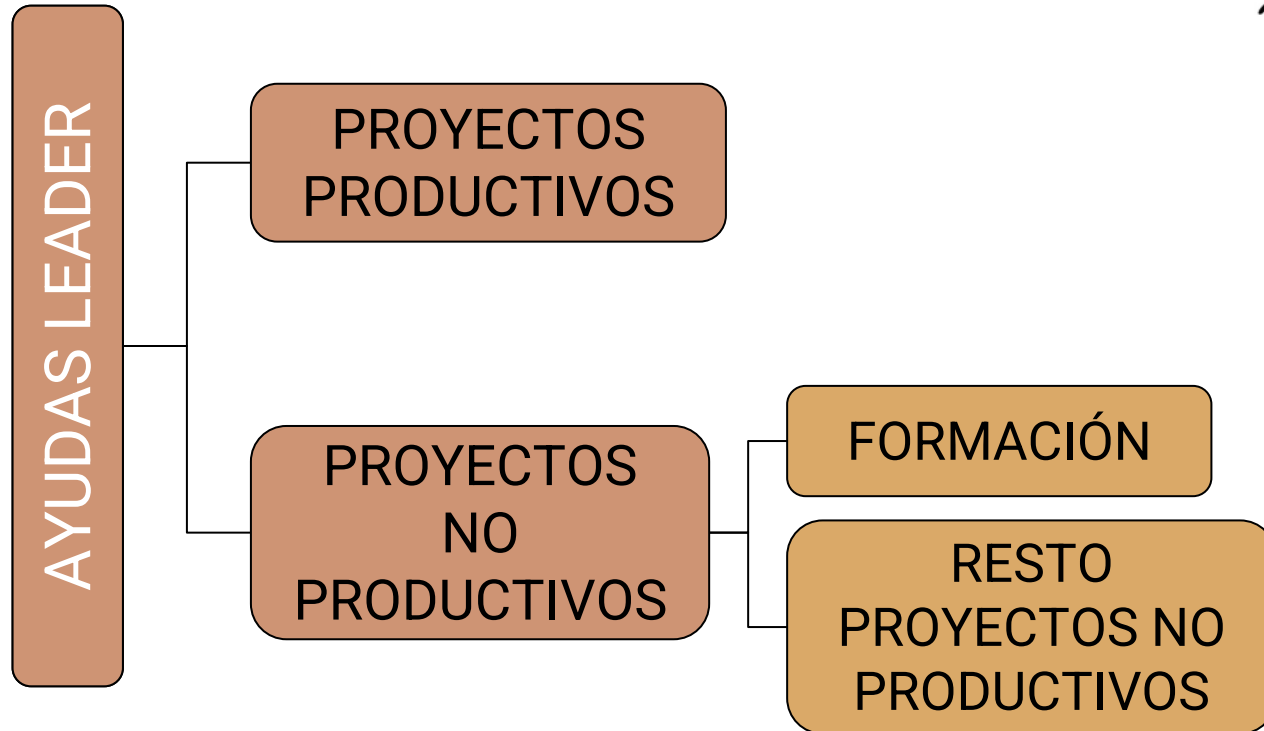 AYUDAS LEADER
PROYECTOS
PRODUCTIVOS
PROYECTOS
NO
PRODUCTIVOS
FORMACIÓN
RESTO
PROYECTOS NO
PRODUCTIVOS